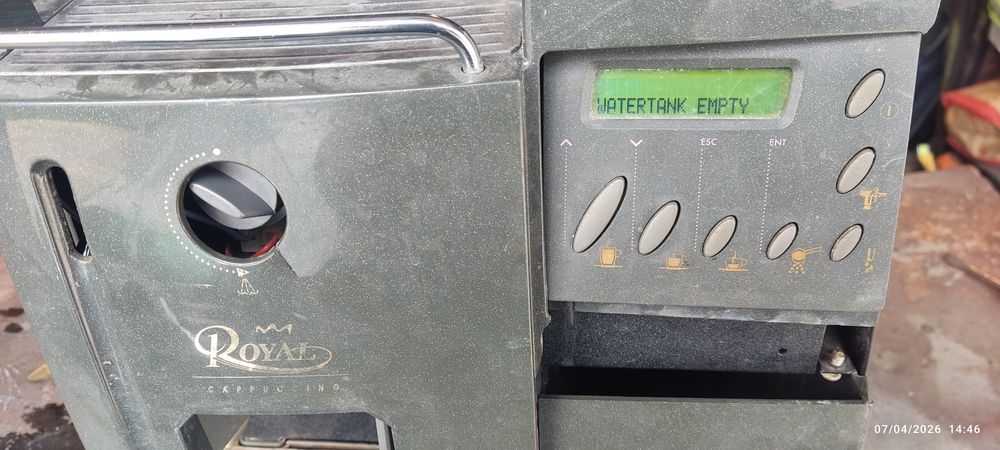 WATERTANK EMPTY
ESC
ENT
ROYAL
CAPPUCCINO
07/04/2026 14:46